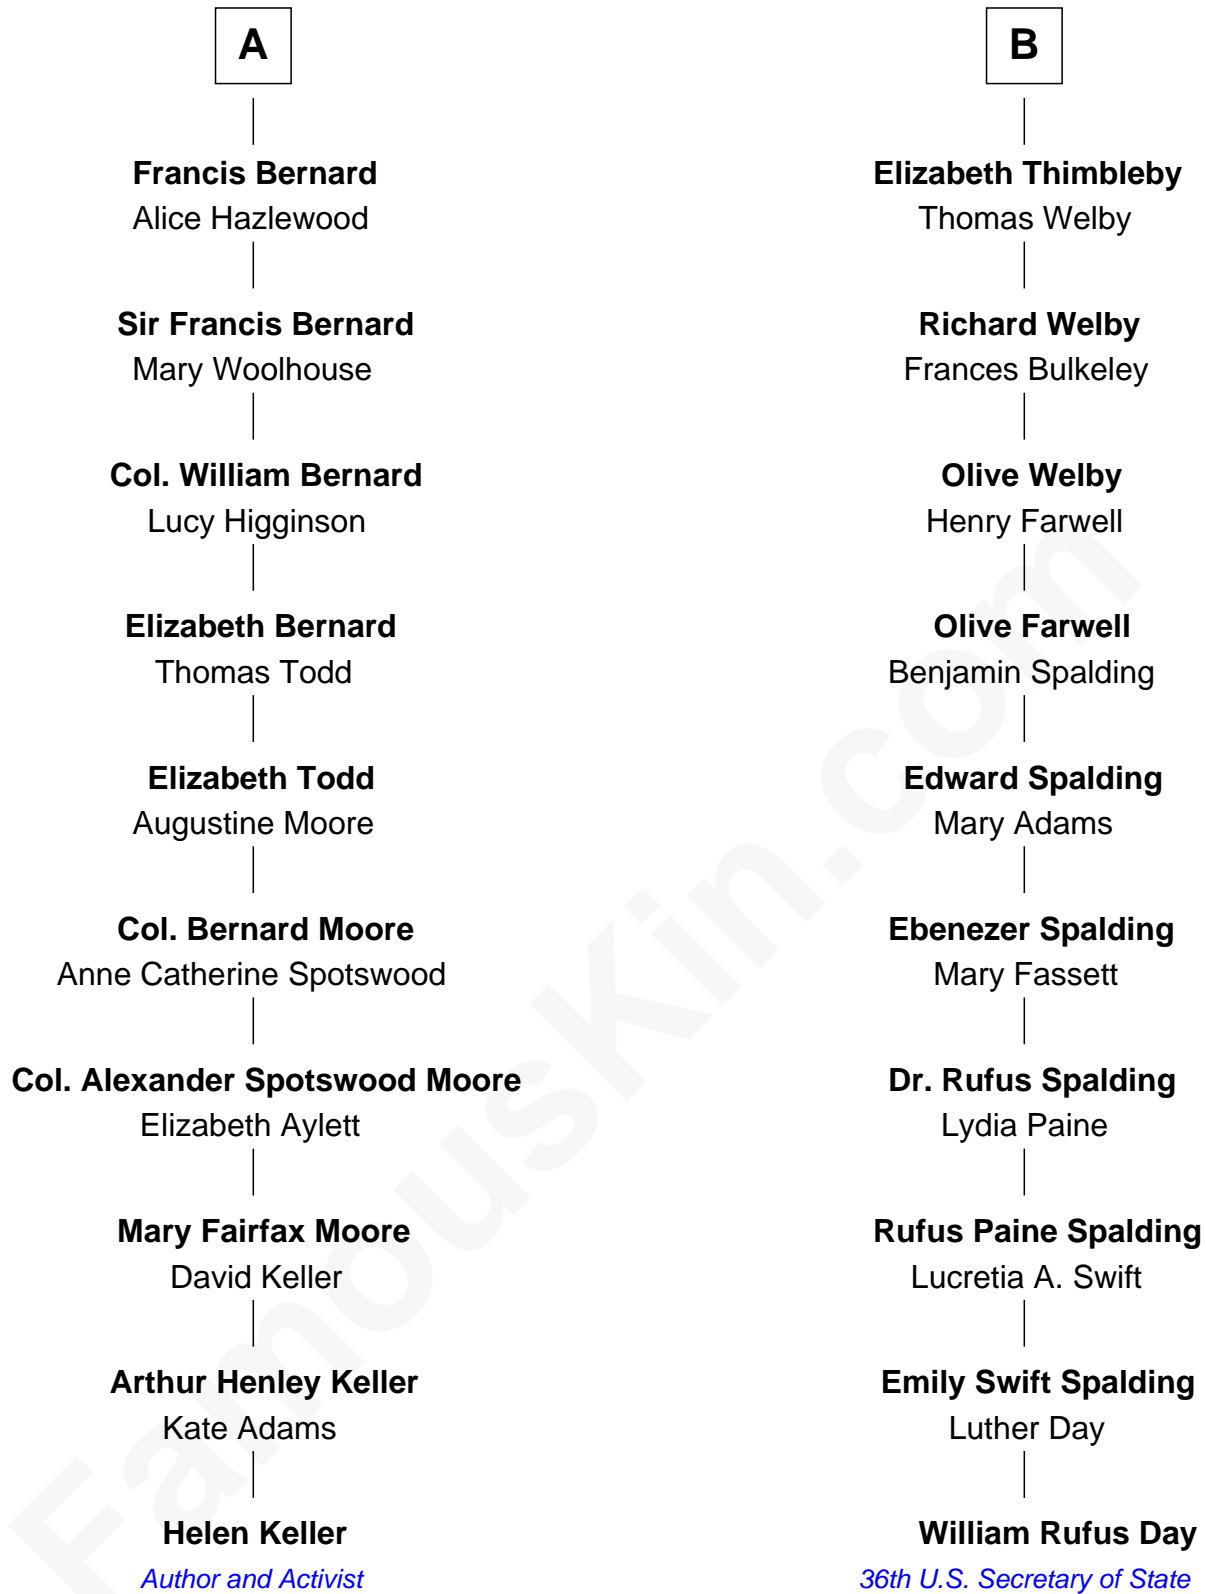 A
Francis Bernard
Alice Hazlewood
Sir Francis Bernard
Mary Woolhouse
Col. William Bernard
Lucy Higginson
Elizabeth Bernard
Thomas Todd
Elizabeth Todd
Augustine Moore
Col. Bernard Moore
Anne Catherine Spotswood
Col. Alexander Spotswood Moore
Elizabeth Aylett
Mary Fairfax Moore
David Keller
Arthur Henley Keller
Kate Adams
Helen Keller
Author and Activist
B
Elizabeth Thimbleby
Thomas Welby
Richard Welby
Frances Bulkeley
Olive Welby
Henry Farwell
Olive Farwell
Benjamin Spalding
Edward Spalding
Mary Adams
Ebenezer Spalding
Mary Fassett
Dr. Rufus Spalding
Lydia Paine
Rufus Paine Spalding
Lucretia A. Swift
Emily Swift Spalding
Luther Day
William Rufus Day
36th U.S. Secretary of State
FamousKin.com